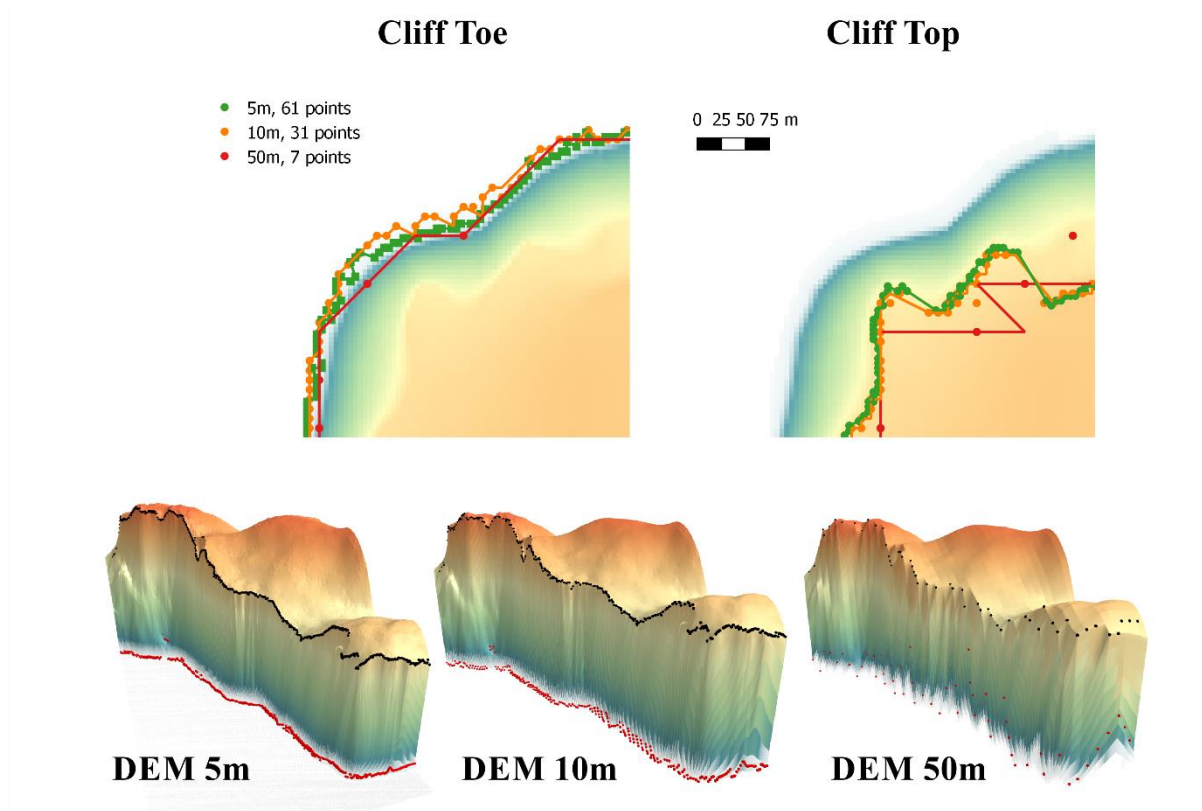 Cliff Toe
Cliff Top
5m, 61 points
10m, 31 points
50m, 7 points
0 25 50 75 m
DEM 5m
DEM 10m
DEM 50m